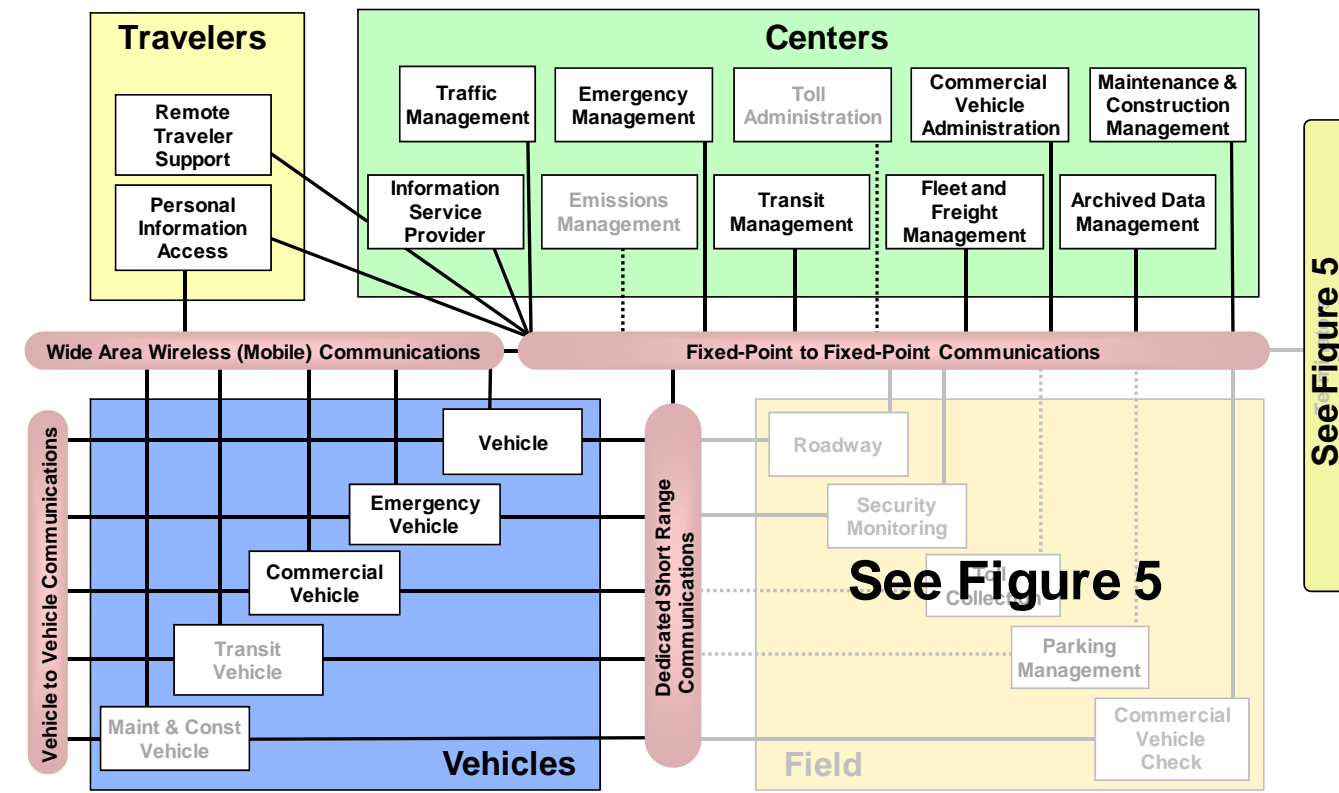 Travelers
Remote
Traveler
Support
Personal
Information
Access
Centers
Traffic
Management
Emergency
Management
Toll
Administration
Commercial
Vehicle
Administration
Maintenance &
Construction
Management
Information
Service
Provider
Emissions
Management
Transit
Management
Fleet and
Freight
Management
Archived Data
Management
Wide Area Wireless (Mobile) Communications
Fixed-Point to Fixed-Point Communications
See Figure 5
Vehicle to Vehicle Communications
Vehicle
Emergency
Vehicle
Commercial
Vehicle
Transit
Vehicle
Maint & Const
Vehicle
Vehicles
Dedicated Short Range
Communications
Roadway
Security
Monitoring
See Figure 5
Toll
Collection
Parking
Management
Commercial
Vehicle
Check
Field